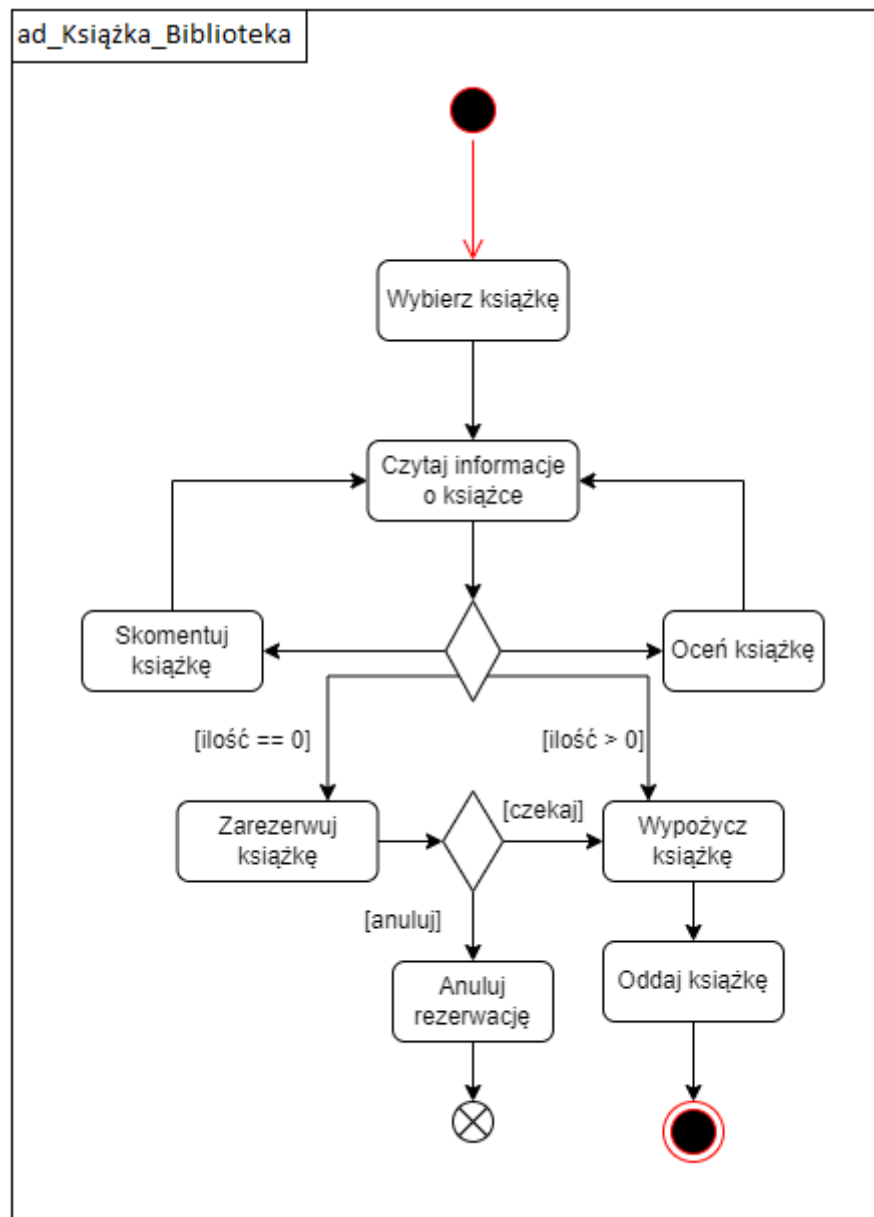 ad_Książka_Biblioteka
Wybierz książkę
Czytaj informacje
o książce
Skomentuj
książkę
Oceń książkę
[ilość == 0]
[ilość > 0]
Zarezerwuj
książkę
[czekaj]
Wypożycz
książkę
[anuluj]
Anuluj
rezerwację
Oddaj książkę